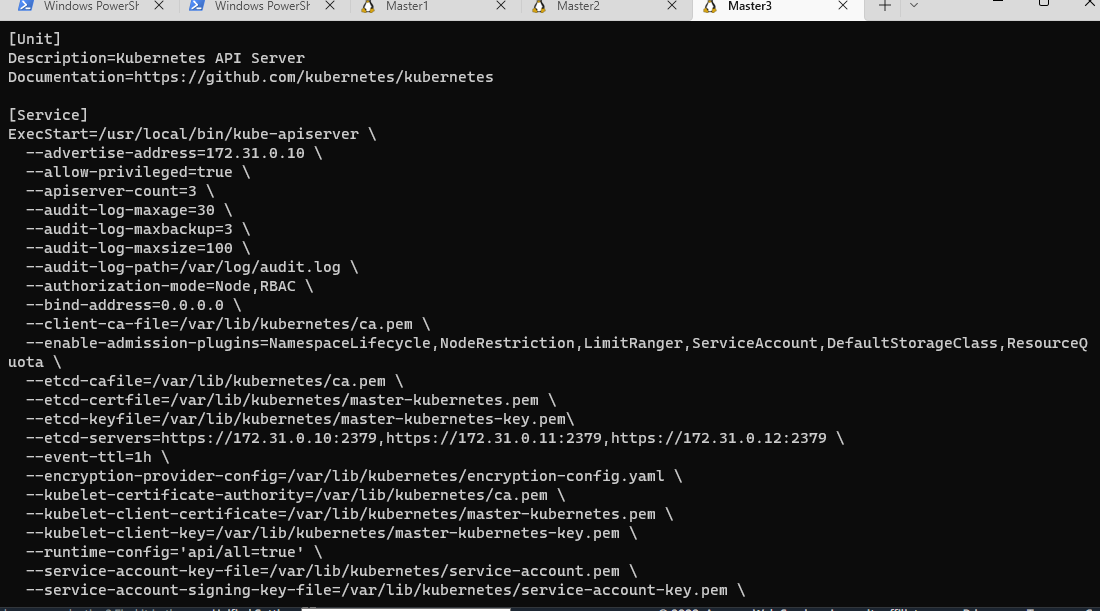 Windows PowerSh Windows PowerSh Master1 Master2 Master3
[Unit]
Description=Kubernetes API Server
Documentation=https://github.com/kubernetes/kubernetes
[Service]
ExecStart=/usr/local/bin/kube-apiserver \
--advertise-address=172.31.0.10 \
--allow-privileged=true \
--apiserver-count=3 \
--audit-log-maxage=30 \
--audit-log-maxbackup=3 \
--audit-log-maxsize=100 \
--audit-log-path=/var/log/audit.log \
--authorization-mode=Node,RBAC \
--bind-address=0.0.0.0 \
--client-ca-file=/var/lib/kubernetes/ca.pem \
--enable-admission-plugins=NamespaceLifecycle,NodeRestriction,LimitRanger,ServiceAccount,DefaultStorageClass,ResourceQ
uota \
--etcd-cafile=/var/lib/kubernetes/ca.pem \
--etcd-certfile=/var/lib/kubernetes/master-kubernetes.pem \
--etcd-keyfile=/var/lib/kubernetes/master-kubernetes-key.pem\
--etcd-servers=https://172.31.0.10:2379,https://172.31.0.11:2379,https://172.31.0.12:2379 \
--event-ttl=1h \
--encryption-provider-config=/var/lib/kubernetes/encryption-config.yaml \
--kubelet-certificate-authority=/var/lib/kubernetes/ca.pem \
--kubelet-client-certificate=/var/lib/kubernetes/master-kubernetes.pem \
--kubelet-client-key=/var/lib/kubernetes/master-kubernetes-key.pem \
--runtime-config='api/all=true' \
--service-account-key-file=/var/lib/kubernetes/service-account.pem \
--service-account-signing-key-file=/var/lib/kubernetes/service-account-key.pem \